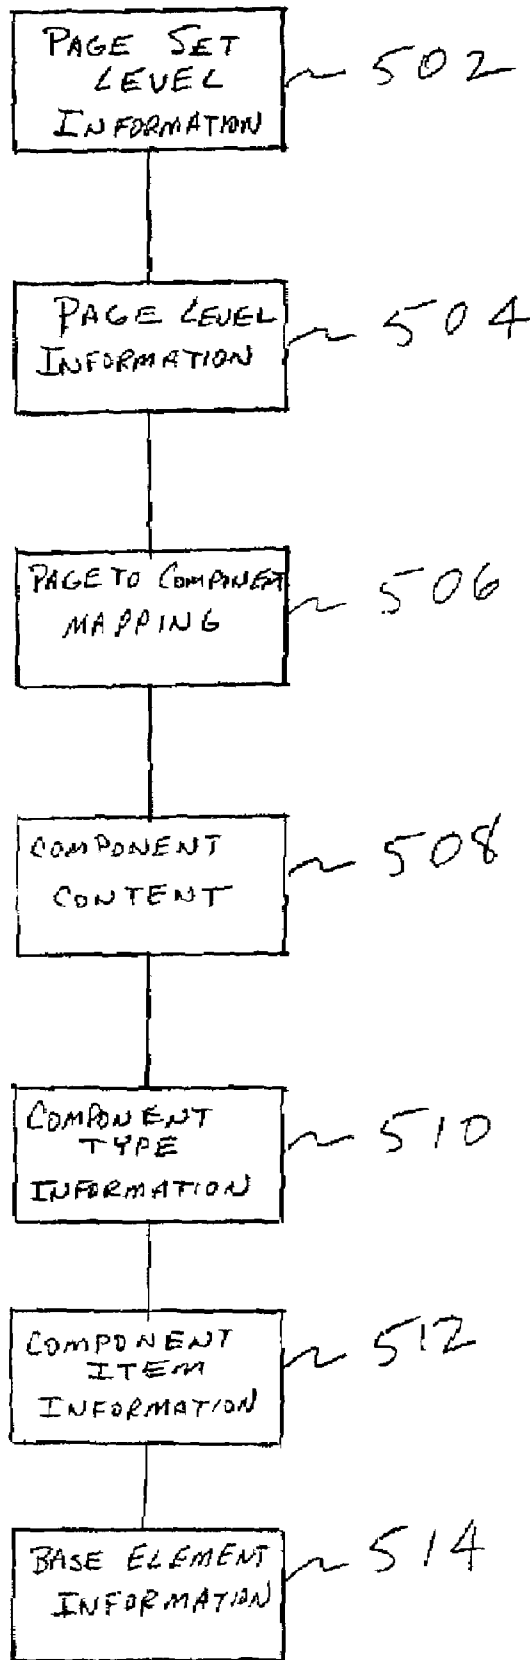 PAGE SET
LEVEL
INFORMATION
502
PAGE LEVEL
INFORMATION
504
PAGE TO COMPONENT
MAPPING
506
COMPONENT
CONTENT
508
COMPONENT
TYPE
INFORMATION
510
COMPONENT
ITEM
INFORMATION
512
BASE ELEMENT
INFORMATION
514